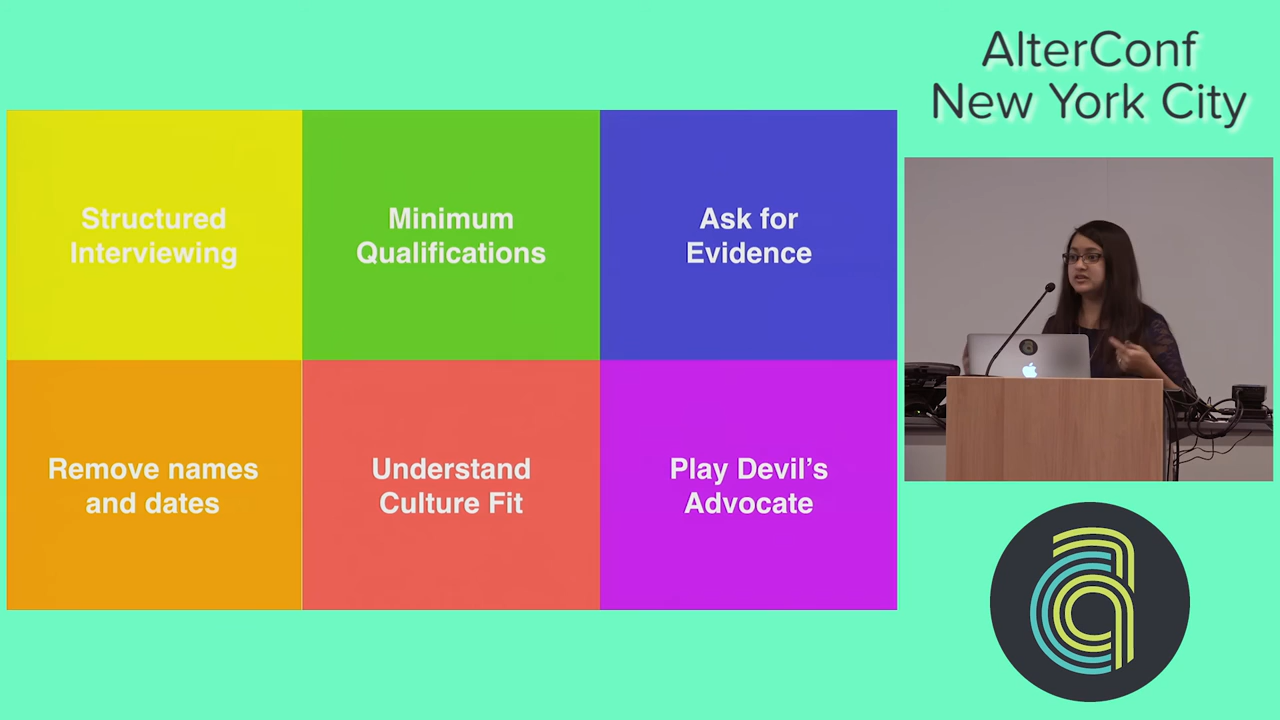 AlterConf
New York City
Structured
Interviewing
Minimum
Qualifications
Ask for
Evidence
Remove names
and dates
Understand
Culture Fit
Play Devil’s
Advocate